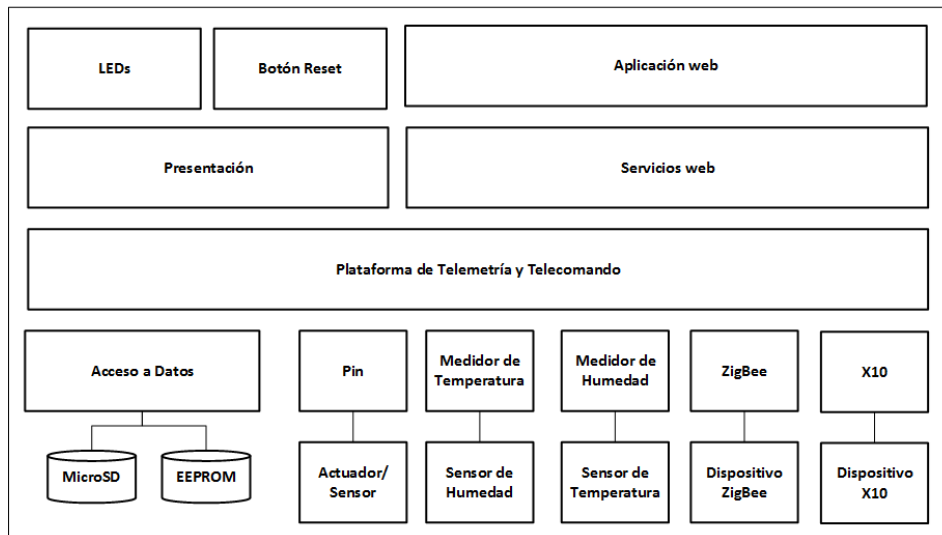 LEDs
Botón Reset
Aplicación web
Presentación
Servicios web
Plataforma de Telemetría y Telecomando
Acceso a Datos
Pin
Medidor de
Temperatura
Medidor de
Humedad
ZigBee
X10
MicroSD
EEPROM
Actuador/
Sensor
Sensor de
Humedad
Sensor de
Temperatura
Dispositivo
ZigBee
Dispositivo
X10